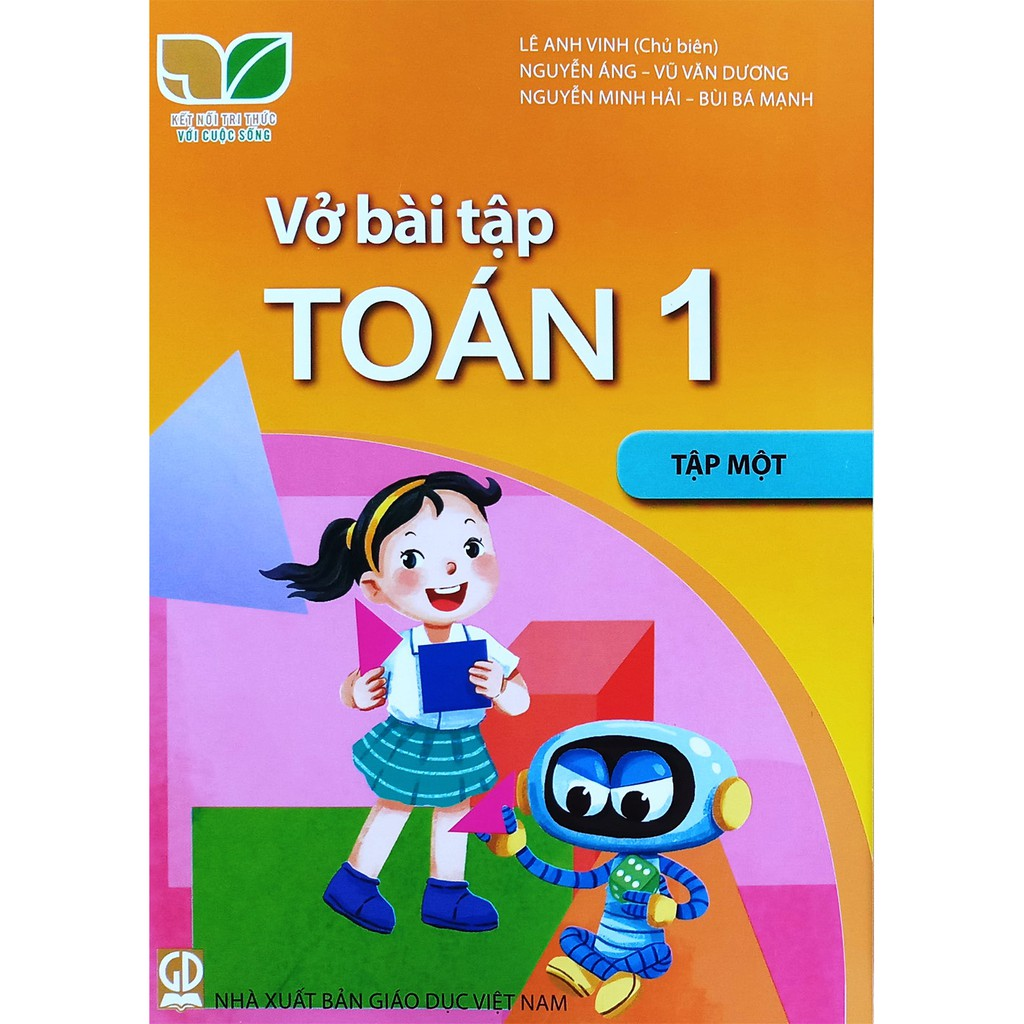 KẾT NỐI TRI THỨC
VỚI CUỘC SỐNG
LÊ ANH VINH (Chủ biên)
NGUYỄN ÁNG – VŨ VĂN DƯƠNG
NGUYỄN MINH HẢI – BÙI BÁ MẠNH
Vở bài tập
TOÁN 1
TẬP MỘT
GD
NHÀ XUẤT BẢN GIÁO DỤC VIỆT NAM